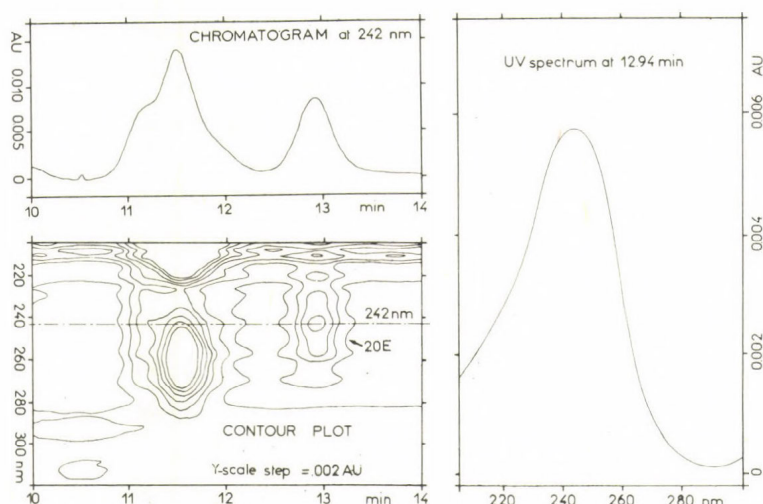 CHROMATOGRAM at 242 nm
AU
0.010
0.005
0
10 11 12 13 min 14
220
240
260
280
300 nm
242nm
20E
CONTOUR PLOT
Y-scale step =.002 AU
10 11 12 13 min 14
UV spectrum at 12.94 min
AU
0.006
0.004
0.002
0
220 240 260 280 nm